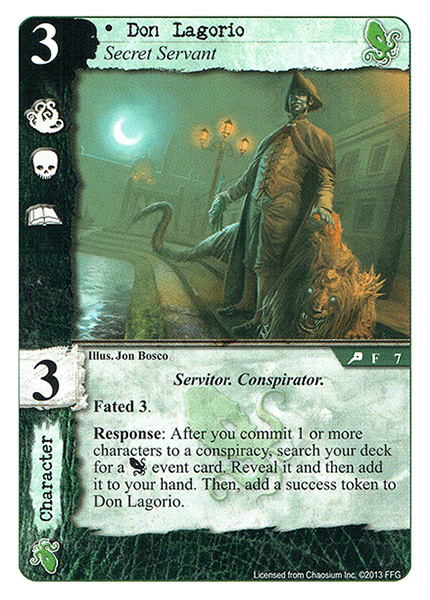 3
• Don Lagorio
Secret Servant
Illus. Jon Bosco
F 7
3
Servitor. Conspirator.
Fated 3.
Response: After you commit 1 or more
characters to a conspiracy, search your deck
for a event card. Reveal it and then add
it to your hand. Then, add a success token to
Don Lagorio.
Character
Licensed from Chaosium Inc. ©2013 FFG